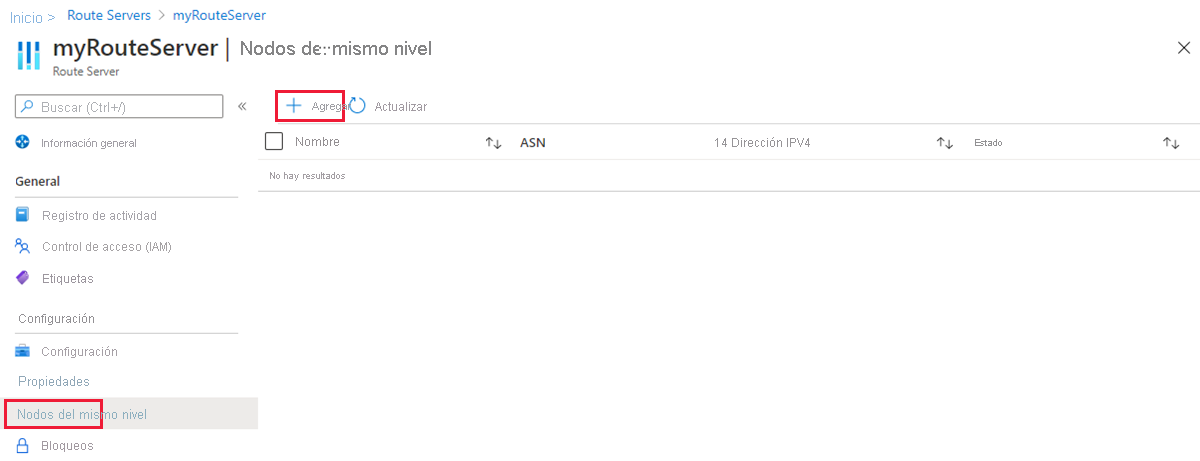 Inicio > Route Servers > myRouteServer
myRouteServer | Nodos de mismo nivel
Route Server
Buscar (Ctrl+/) «
Agregar Actualizar
Información general
Nombre ↑↓ ASN 14 Dirección IPV4 ↑↓ Estado ↑↓
No hay resultados
General
Registro de actividad
Control de acceso (IAM)
Etiquetas
Configuración
Configuración
Propiedades
Nodos del mismo nivel
Bloqueos